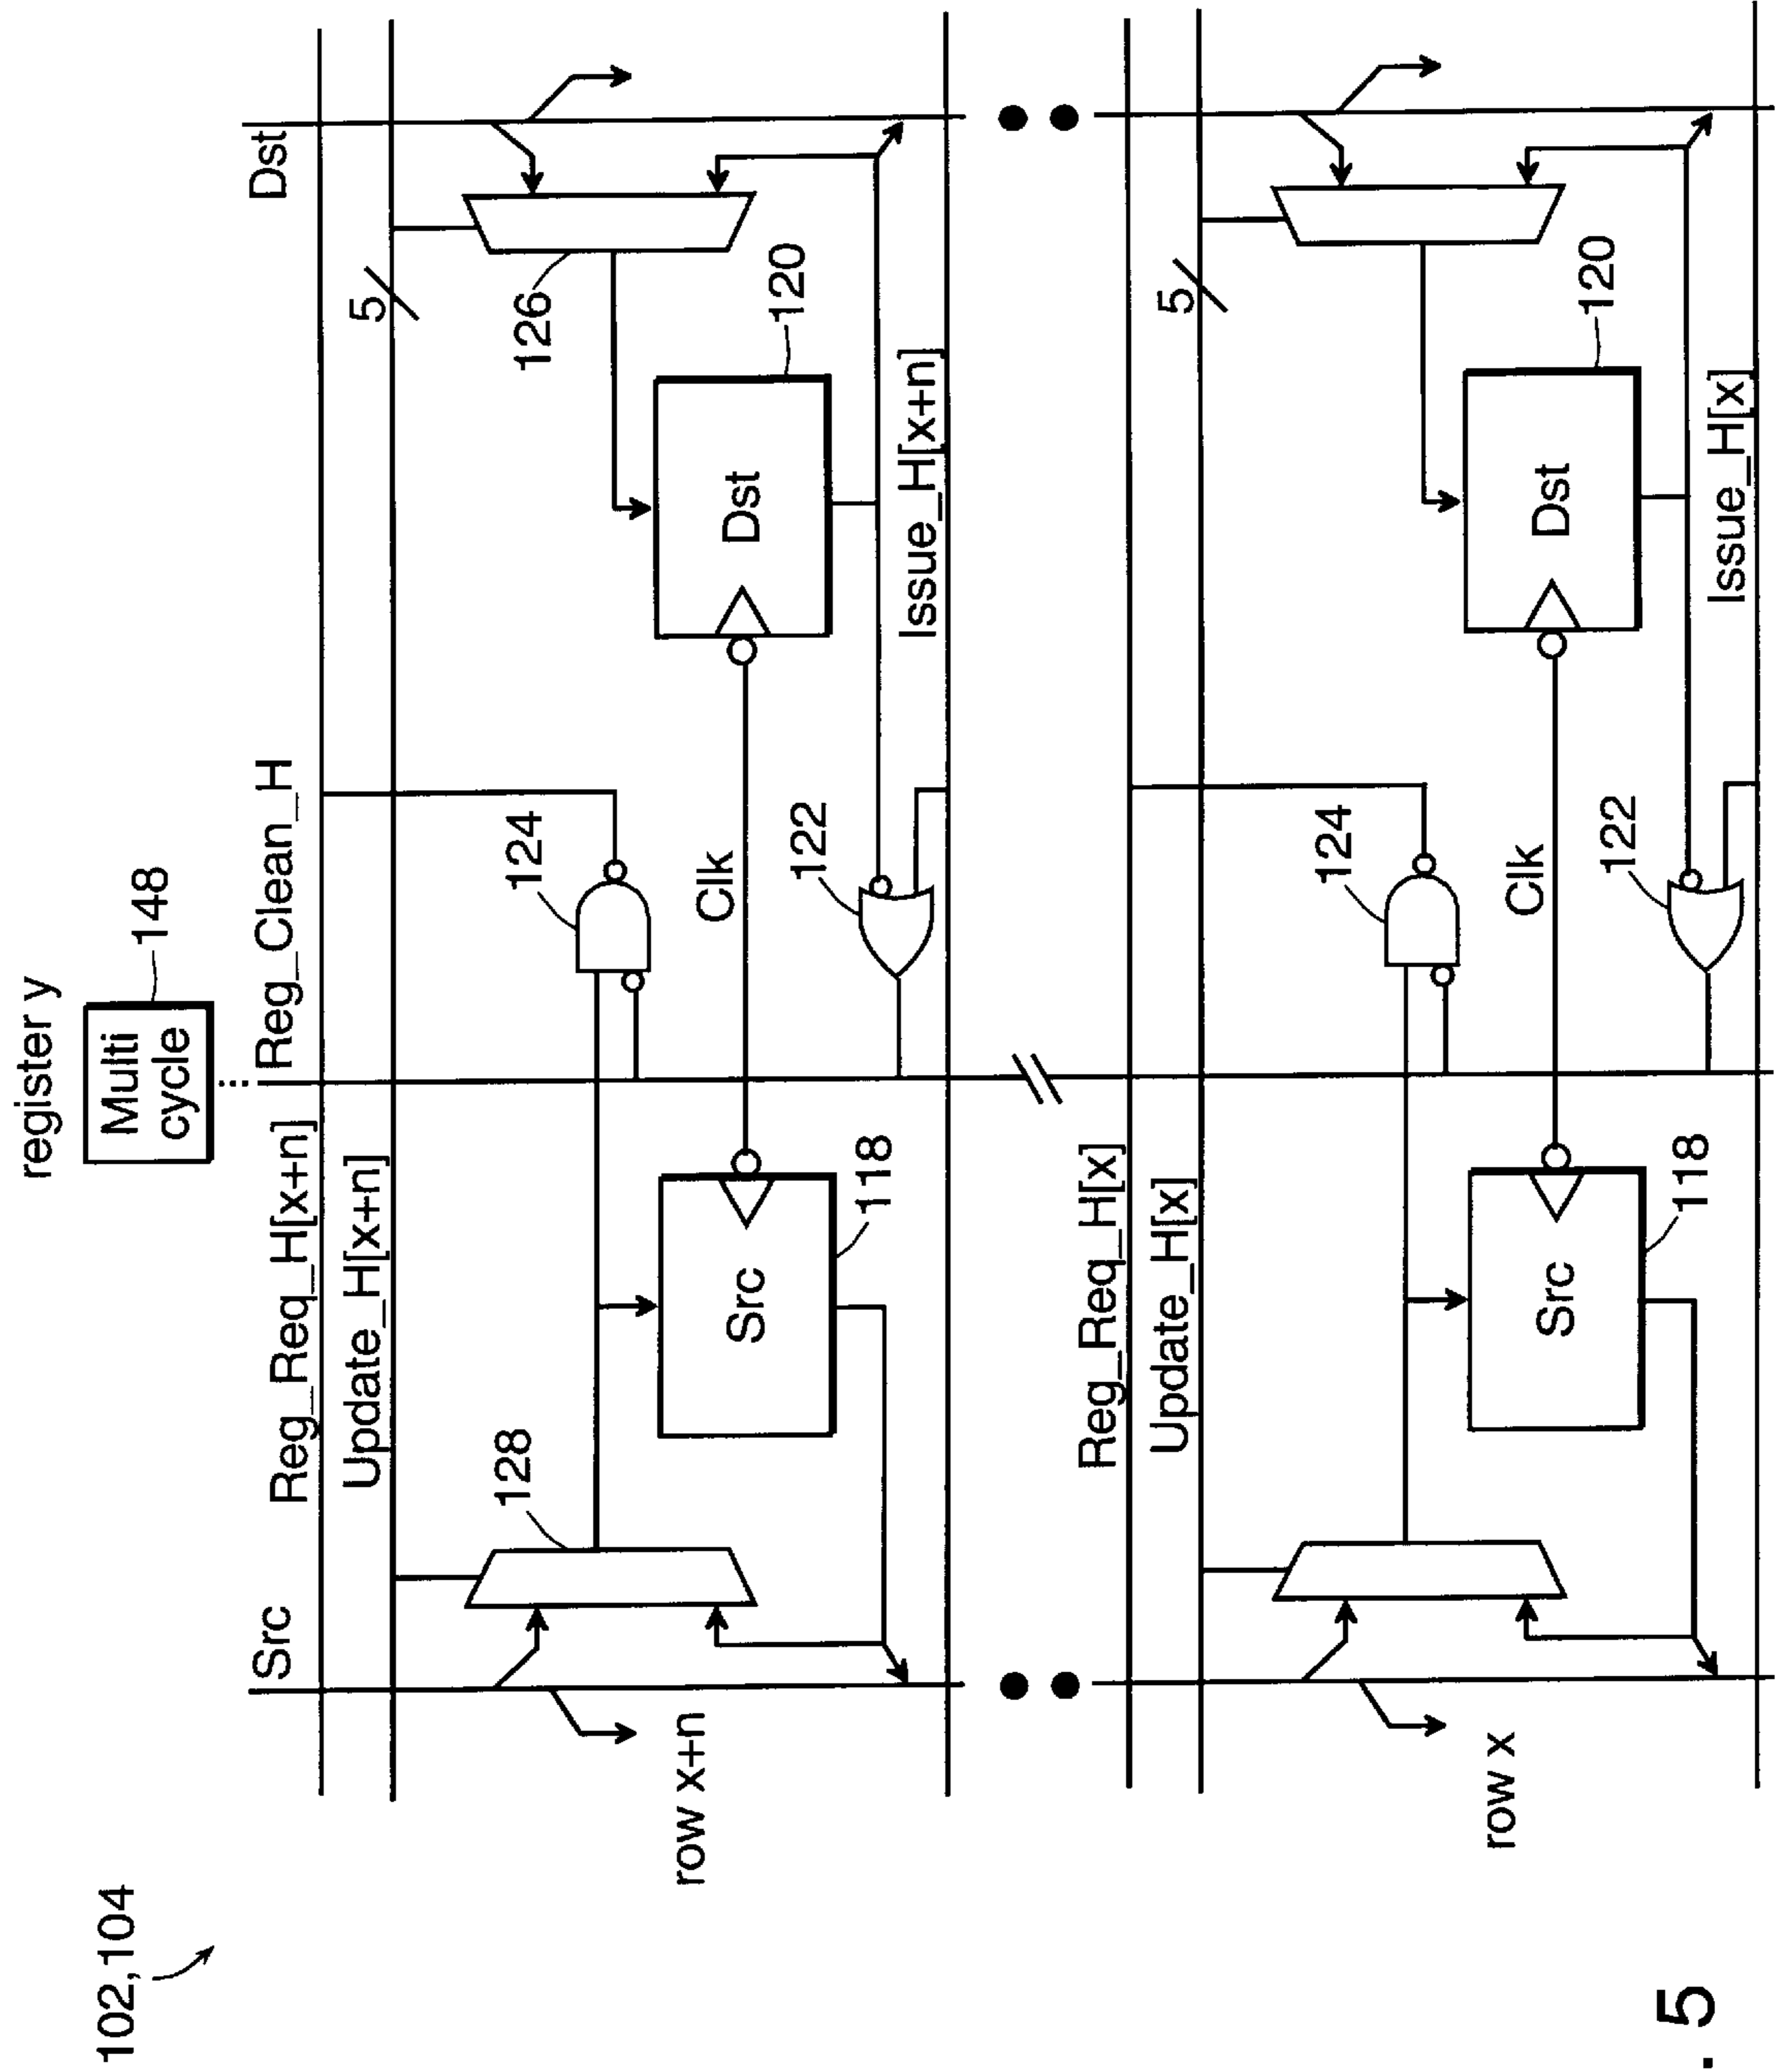 102,104
register y
Multi
cycle
148
Src
Reg_Req_H[x+n]
Reg_Clean_H
Dst
Update_H[x+n]
5
128
124
126
row x+n
Src
Clk
Dst
118
122
120
Issue_H[x+n]
Reg_Req_H[x]
Update_H[x]
5
124
row x
Src
Clk
Dst
118
122
120
Issue_H[x]
. 5